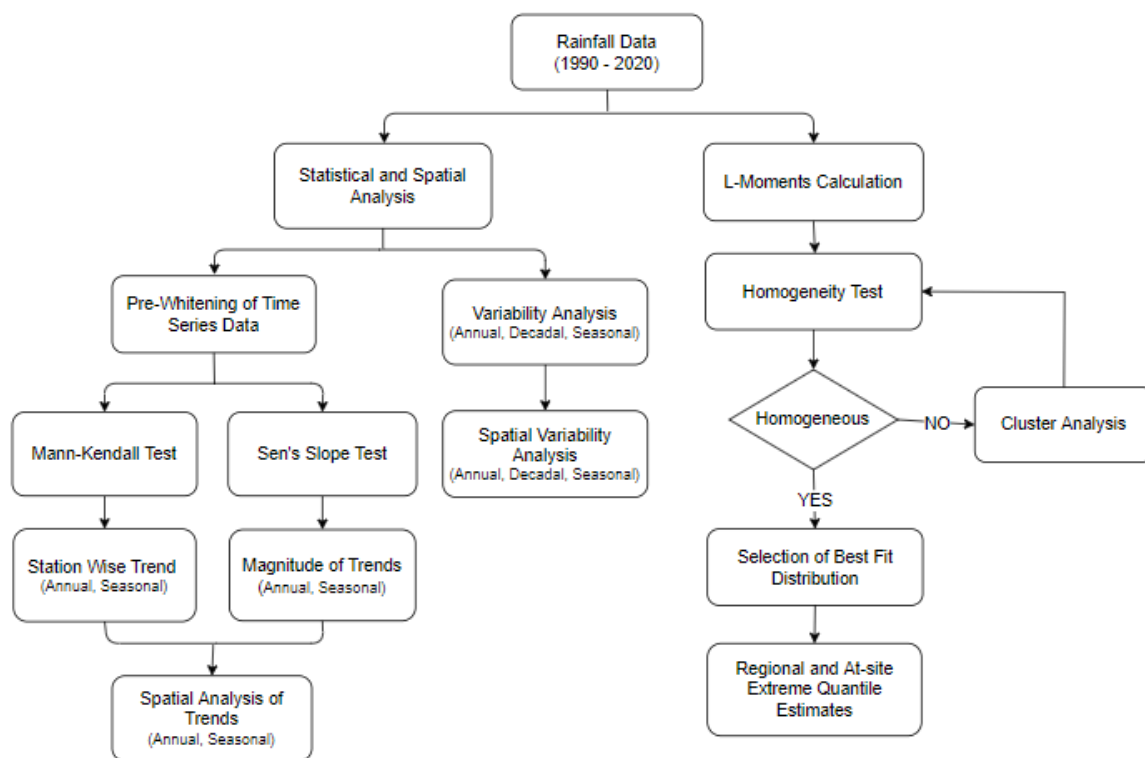 Rainfall Data
(1990 - 2020)
Statistical and Spatial
Analysis
L-Moments Calculation
Pre-Whitening of Time
Series Data
Variability Analysis
(Annual, Decadal, Seasonal)
Homogeneity Test
Mann-Kendall Test
Sen's Slope Test
Spatial Variability
Analysis
(Annual, Decadal, Seasonal)
Homogeneous
NO
Cluster Analysis
YES
Station Wise Trend
(Annual, Seasonal)
Magnitude of Trends
(Annual, Seasonal)
Selection of Best Fit
Distribution
Spatial Analysis of
Trends
(Annual, Seasonal)
Regional and At-site
Extreme Quantile
Estimates